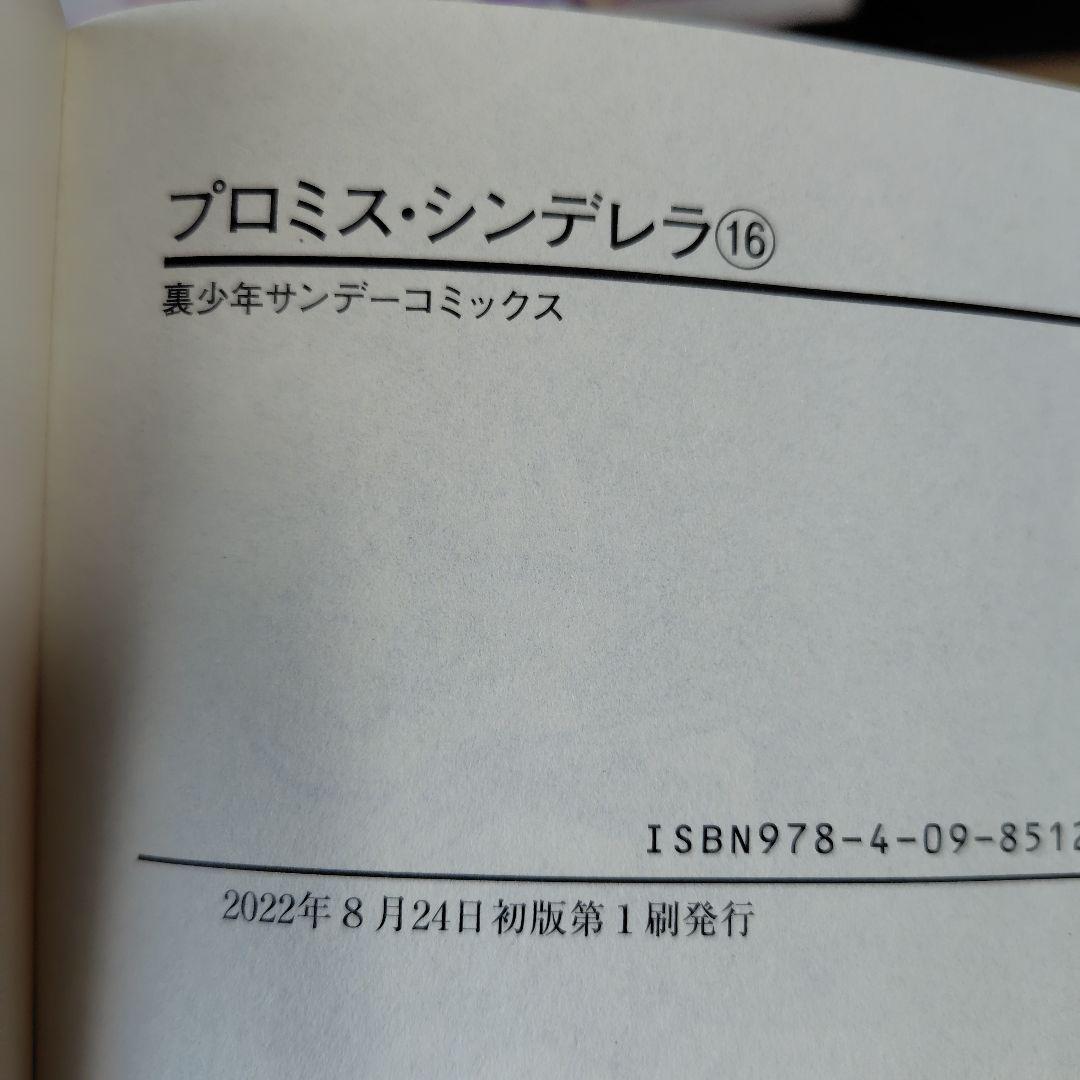 プロミス・シンデレラ⑯
裏少年サンデーコミックス
ISBN978-4-09-8512
2022年8月24日初版第1刷発行